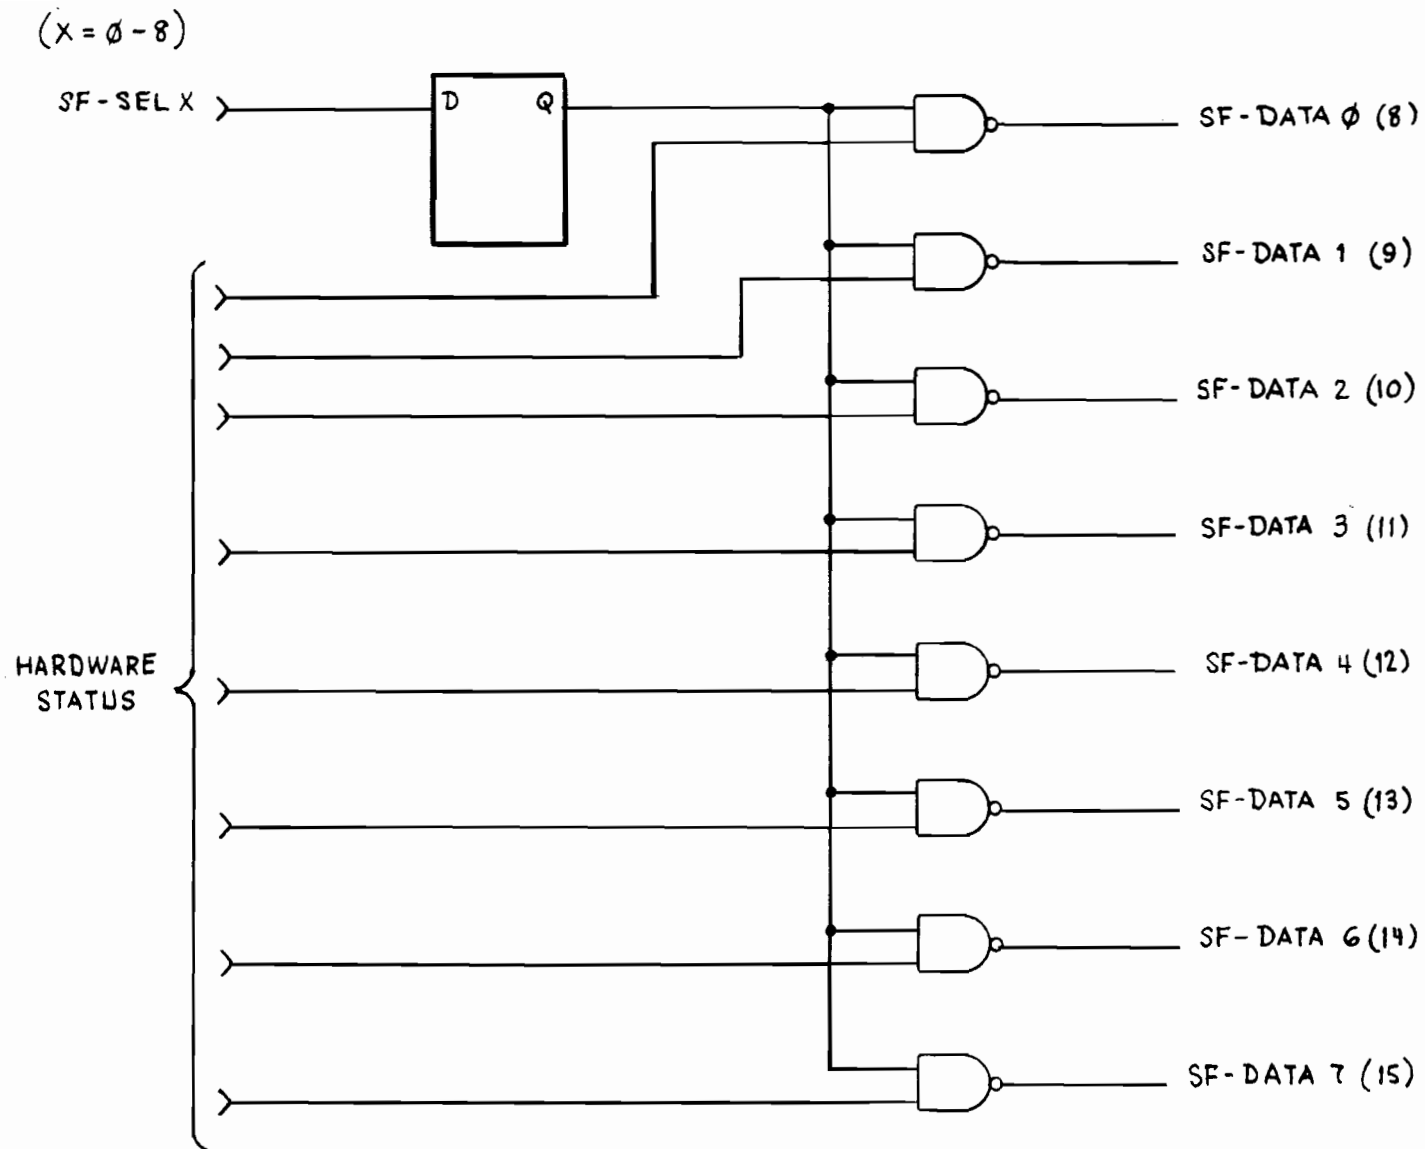 (X = Ø - 8)
SF-SEL X
D
Q
SF-DATA Ø (8)
SF-DATA 1 (9)
SF-DATA 2 (10)
SF-DATA 3 (11)
HARDWARE
STATUS
SF-DATA 4 (12)
SF-DATA 5 (13)
SF-DATA 6 (14)
SF-DATA 7 (15)